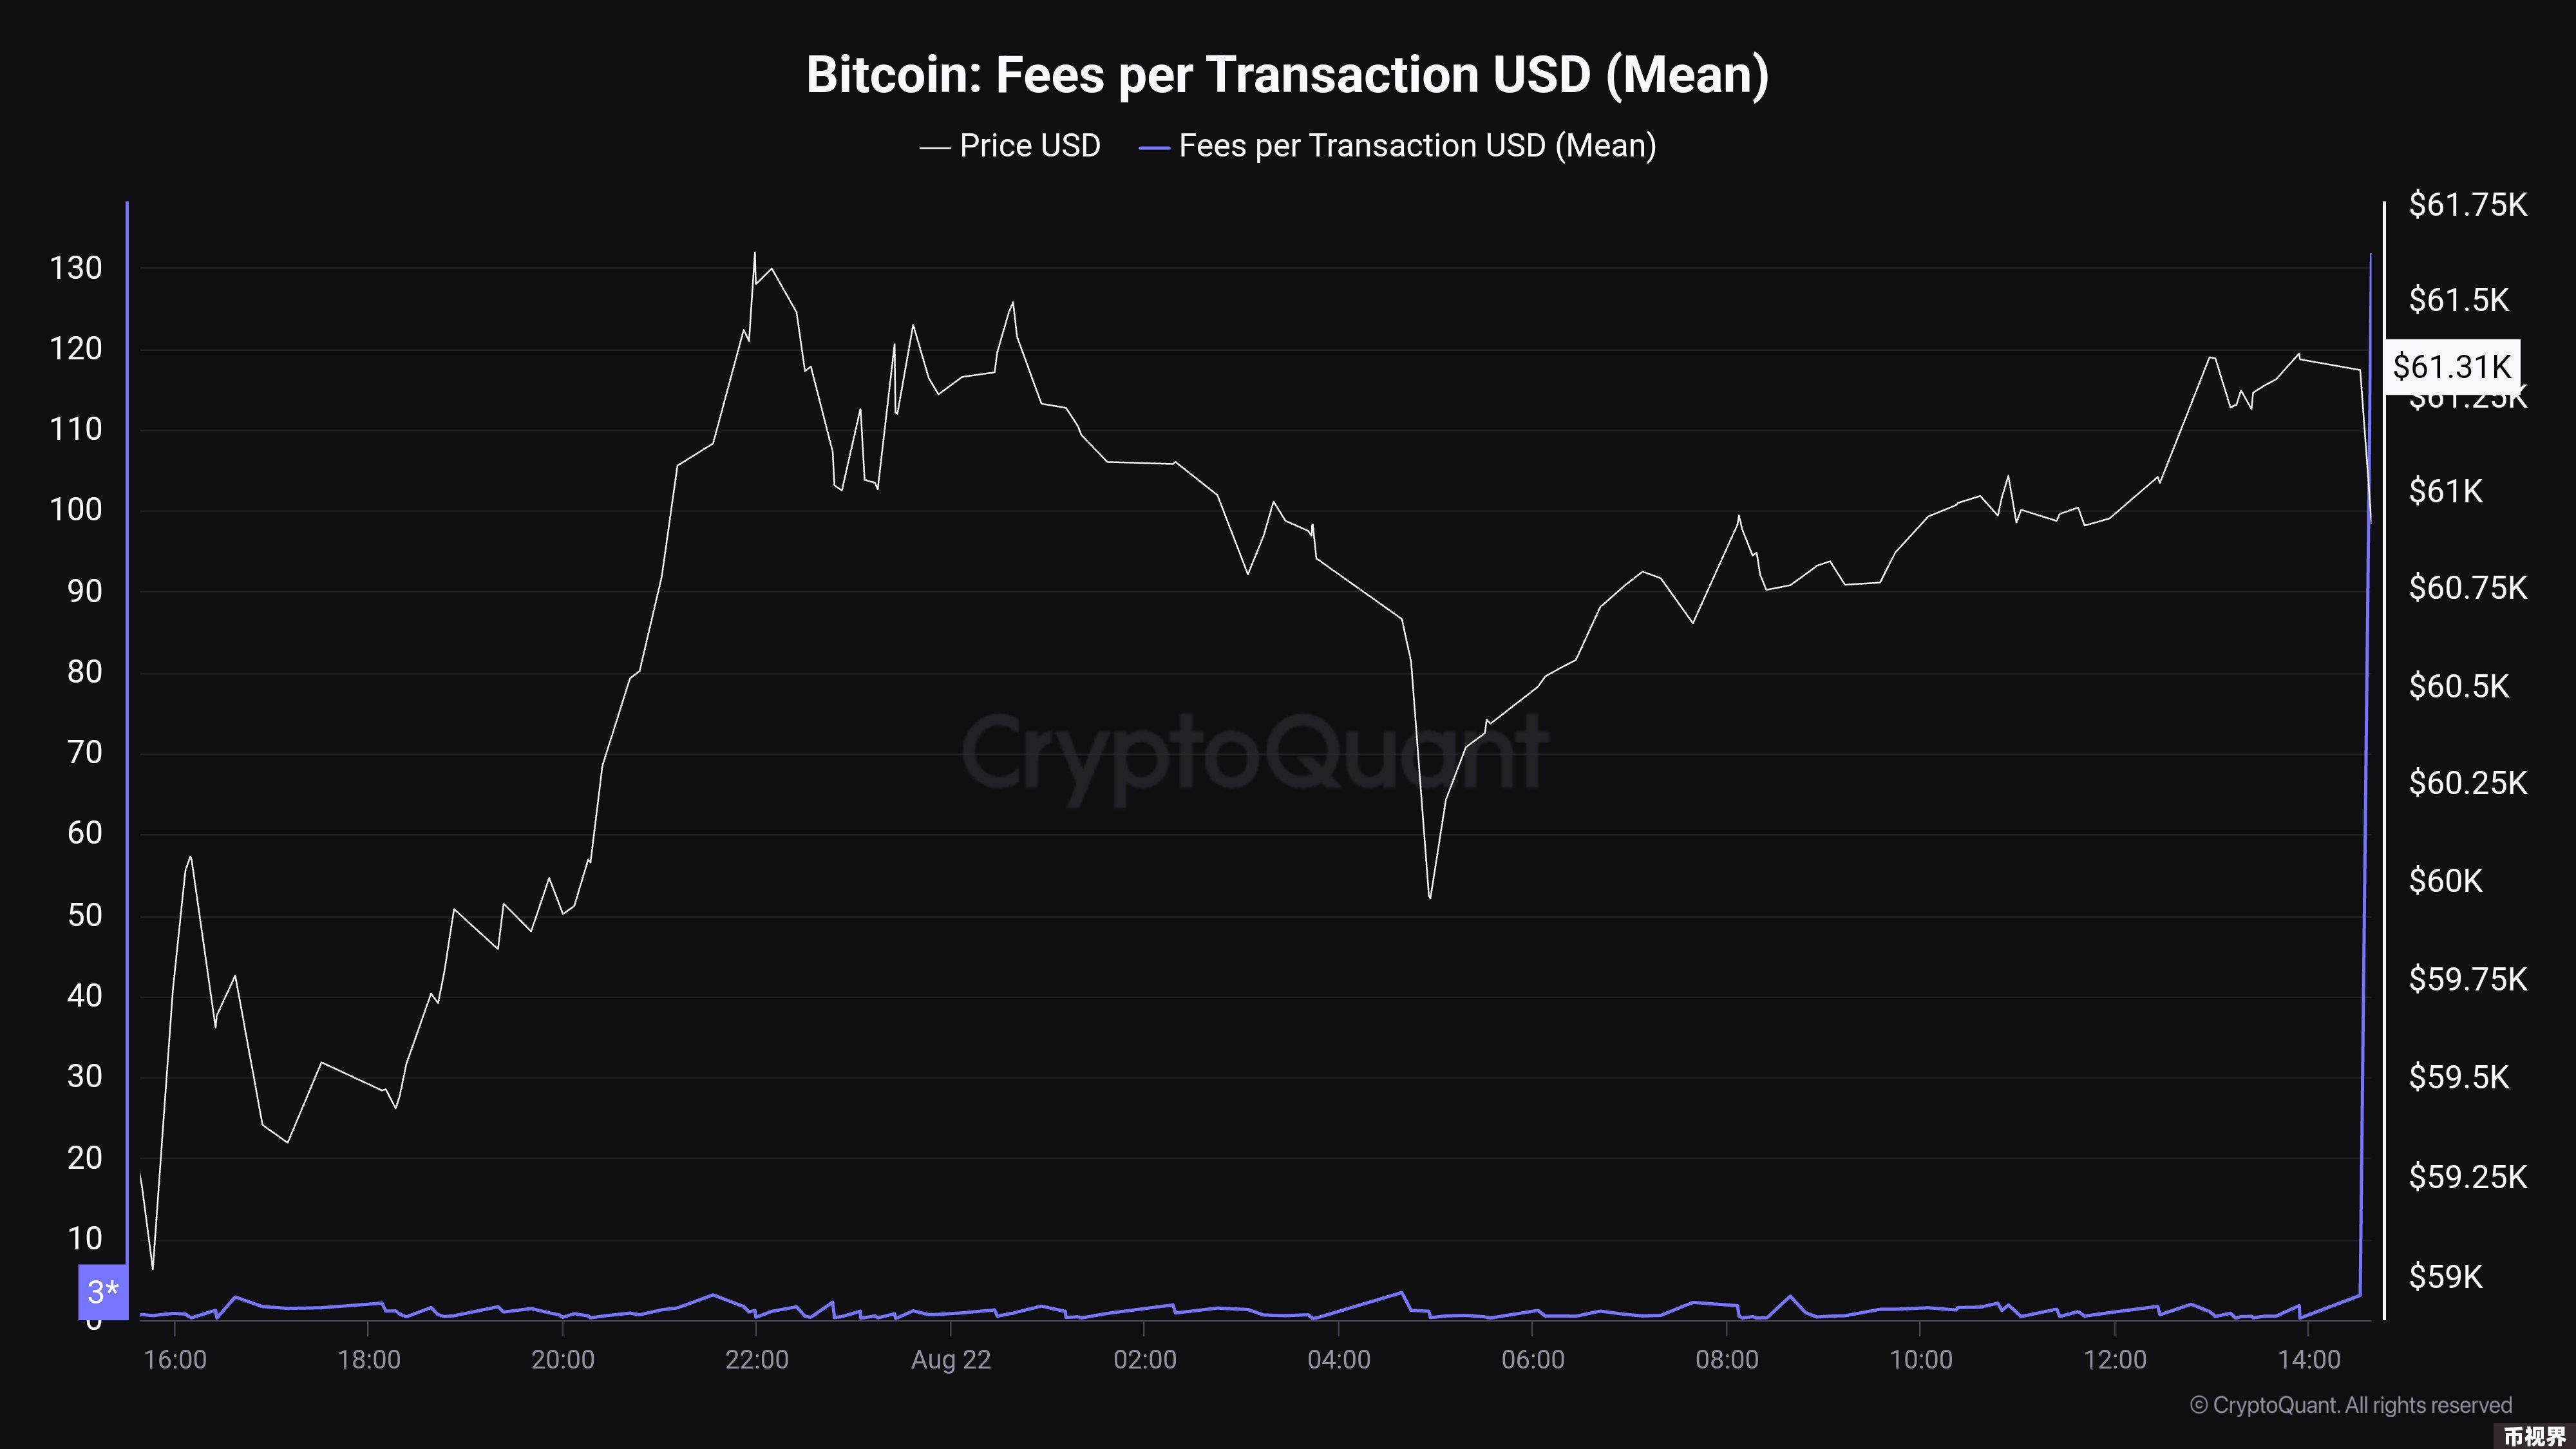 Bitcoin: Fees per Transaction USD (Mean)
Price USD Fees per Transaction USD (Mean)
130
120
110
100
90
80
70
60
50
40
30
20
10
3*
0
$61.75K
$61.5K
$61.31K
$61.25K
$61K
$60.75K
$60.5K
$60.25K
$60K
$59.75K
$59.5K
$59.25K
$59K
CryptoQuant
16:00 18:00 20:00 22:00 Aug 22 02:00 04:00 06:00 08:00 10:00 12:00 14:00
© CryptoQuant. All rights reserved
币视界